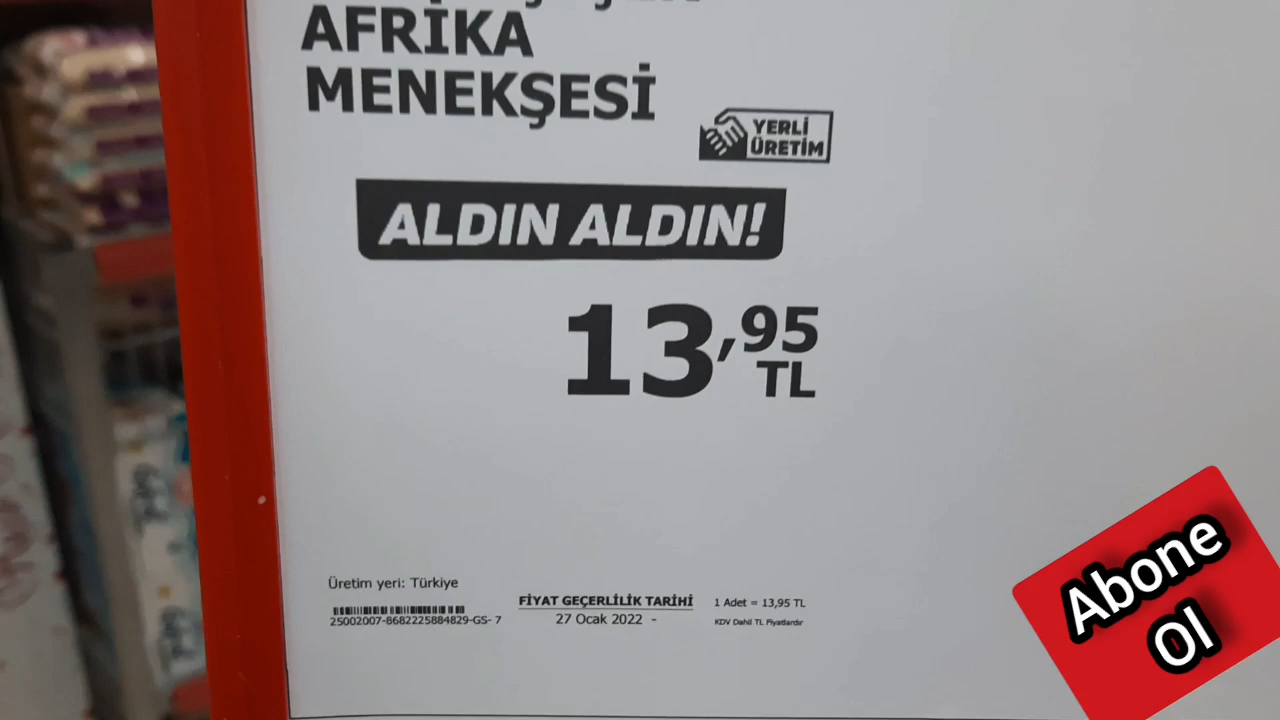 AFRİKA
MENEKŞESİ
YERLİ
ÜRETİM
ALDIN ALDIN!
13,95
TL
Üretim yeri: Türkiye
25002007-8682225884829-GS- 7
FİYAT GEÇERLİLİK TARİHİ
27 Ocak 2022 -
1 Adet = 13,95 TL
KDV Dahil TL Fiyatlardır
Abone
Ol